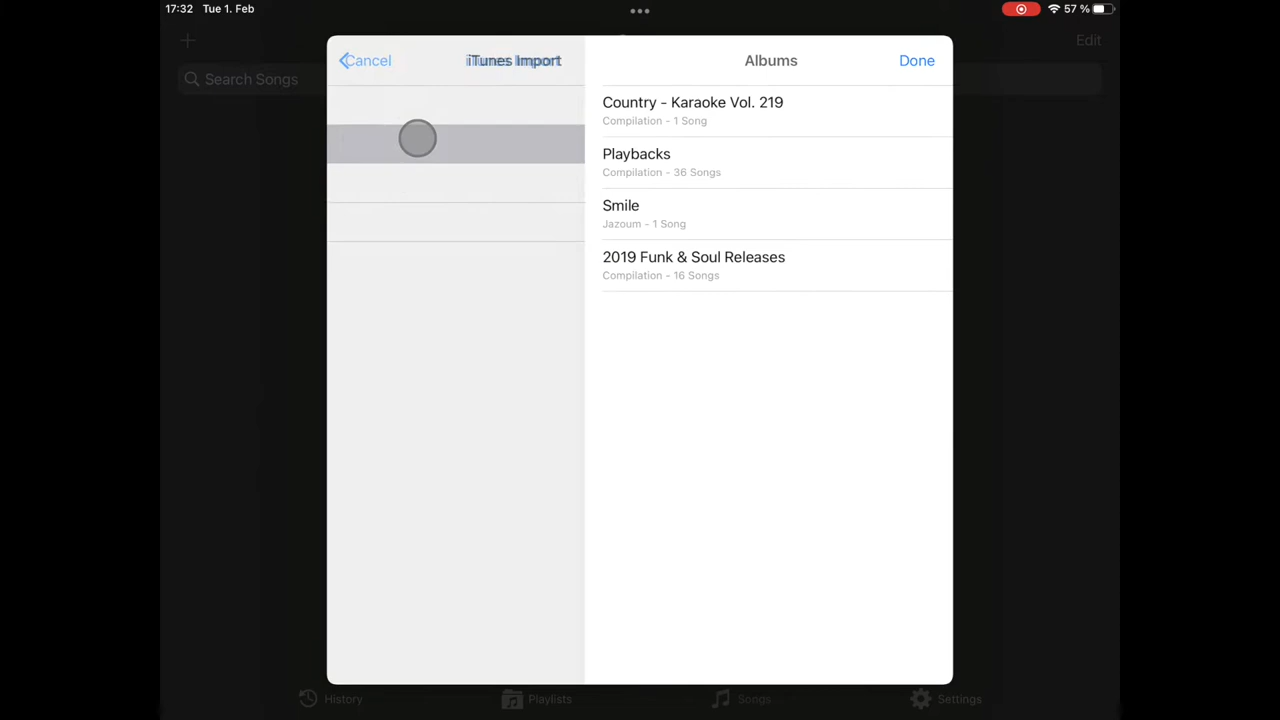 17:32 Tue 1. Feb
57 %
Edit
Search Songs
Cancel
iTunes Import
Albums
Done
Country - Karaoke Vol. 219
Compilation - 1 Song
Playbacks
Compilation - 36 Songs
Smile
Jazoum - 1 Song
2019 Funk & Soul Releases
Compilation - 16 Songs
History
Playlists
Songs
Settings